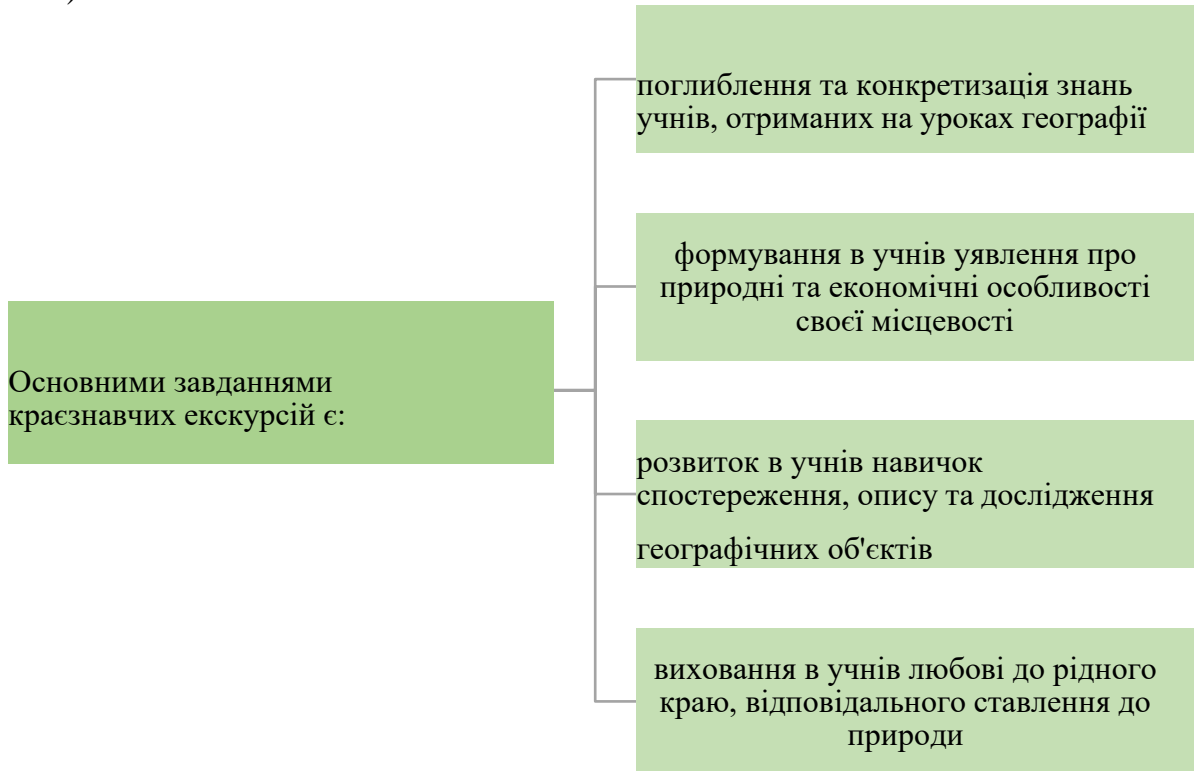 )
Основними завданнями
краєзнавчих екскурсій є:
поглиблення та конкретизація знань
учнів, отриманих на уроках географії
формування в учнів уявлення про
природні та економічні особливості
своєї місцевості
розвиток в учнів навичок
спостереження, опису та дослідження
географічних об'єктів
виховання в учнів любові до рідного
краю, відповідального ставлення до
природи